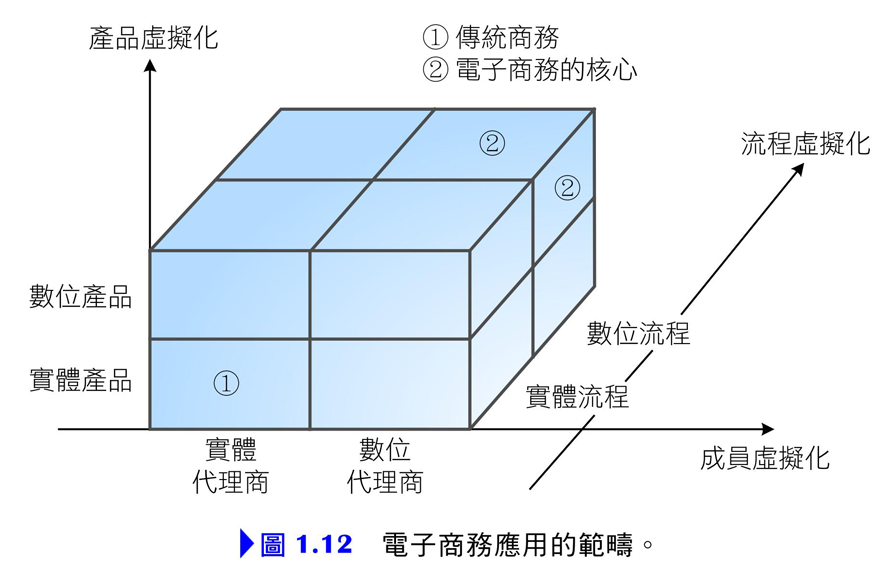 產品虛擬化
① 傳統商務
② 電子商務的核心
流程虛擬化
②
②
數位產品
實體產品
①
數位流程
實體流程
實體
代理商
數位
代理商
成員虛擬化
圖 1.12 電子商務應用的範疇。